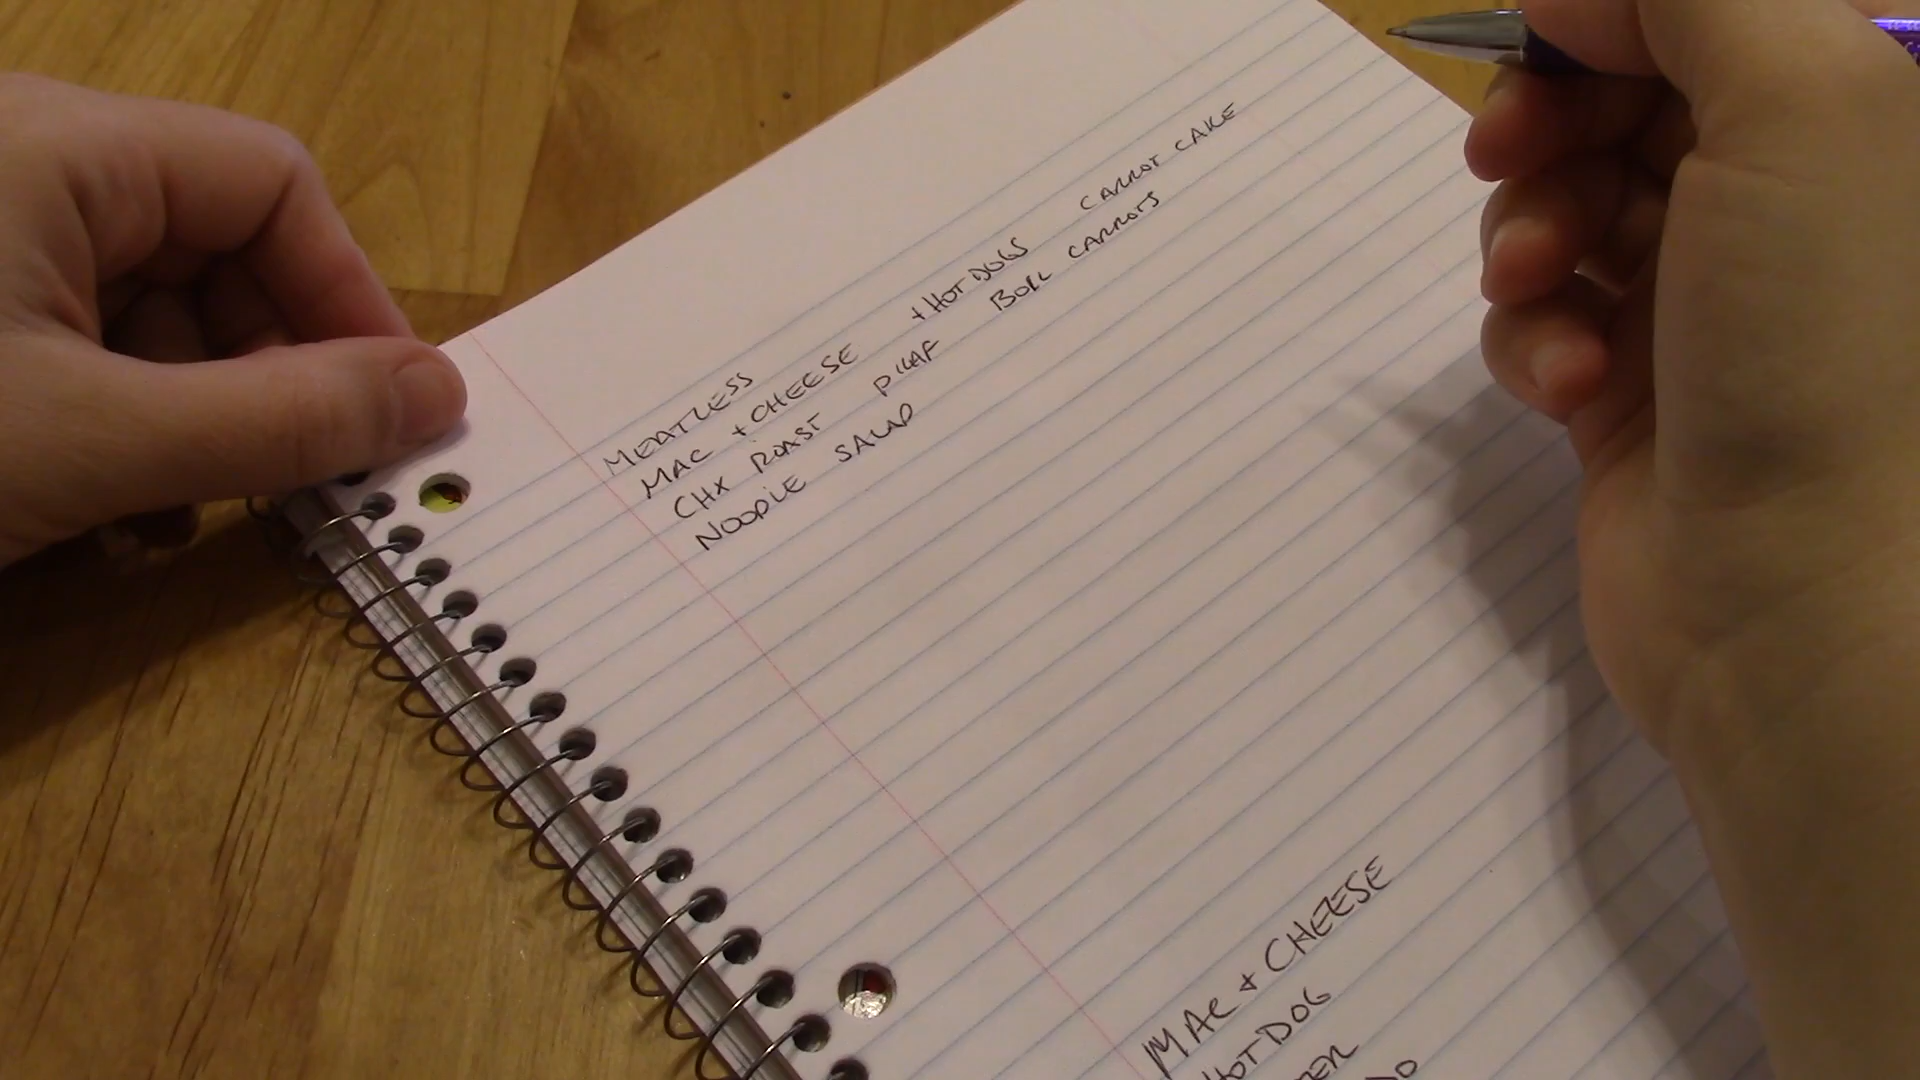 MEATLESS
MAC + CHEESE + HOT DOGS CARROT CAKE
CHX ROAST PILAF BOIL CARROTS
NOODLE SALAD
MAC + CHEESE
HOT DOG